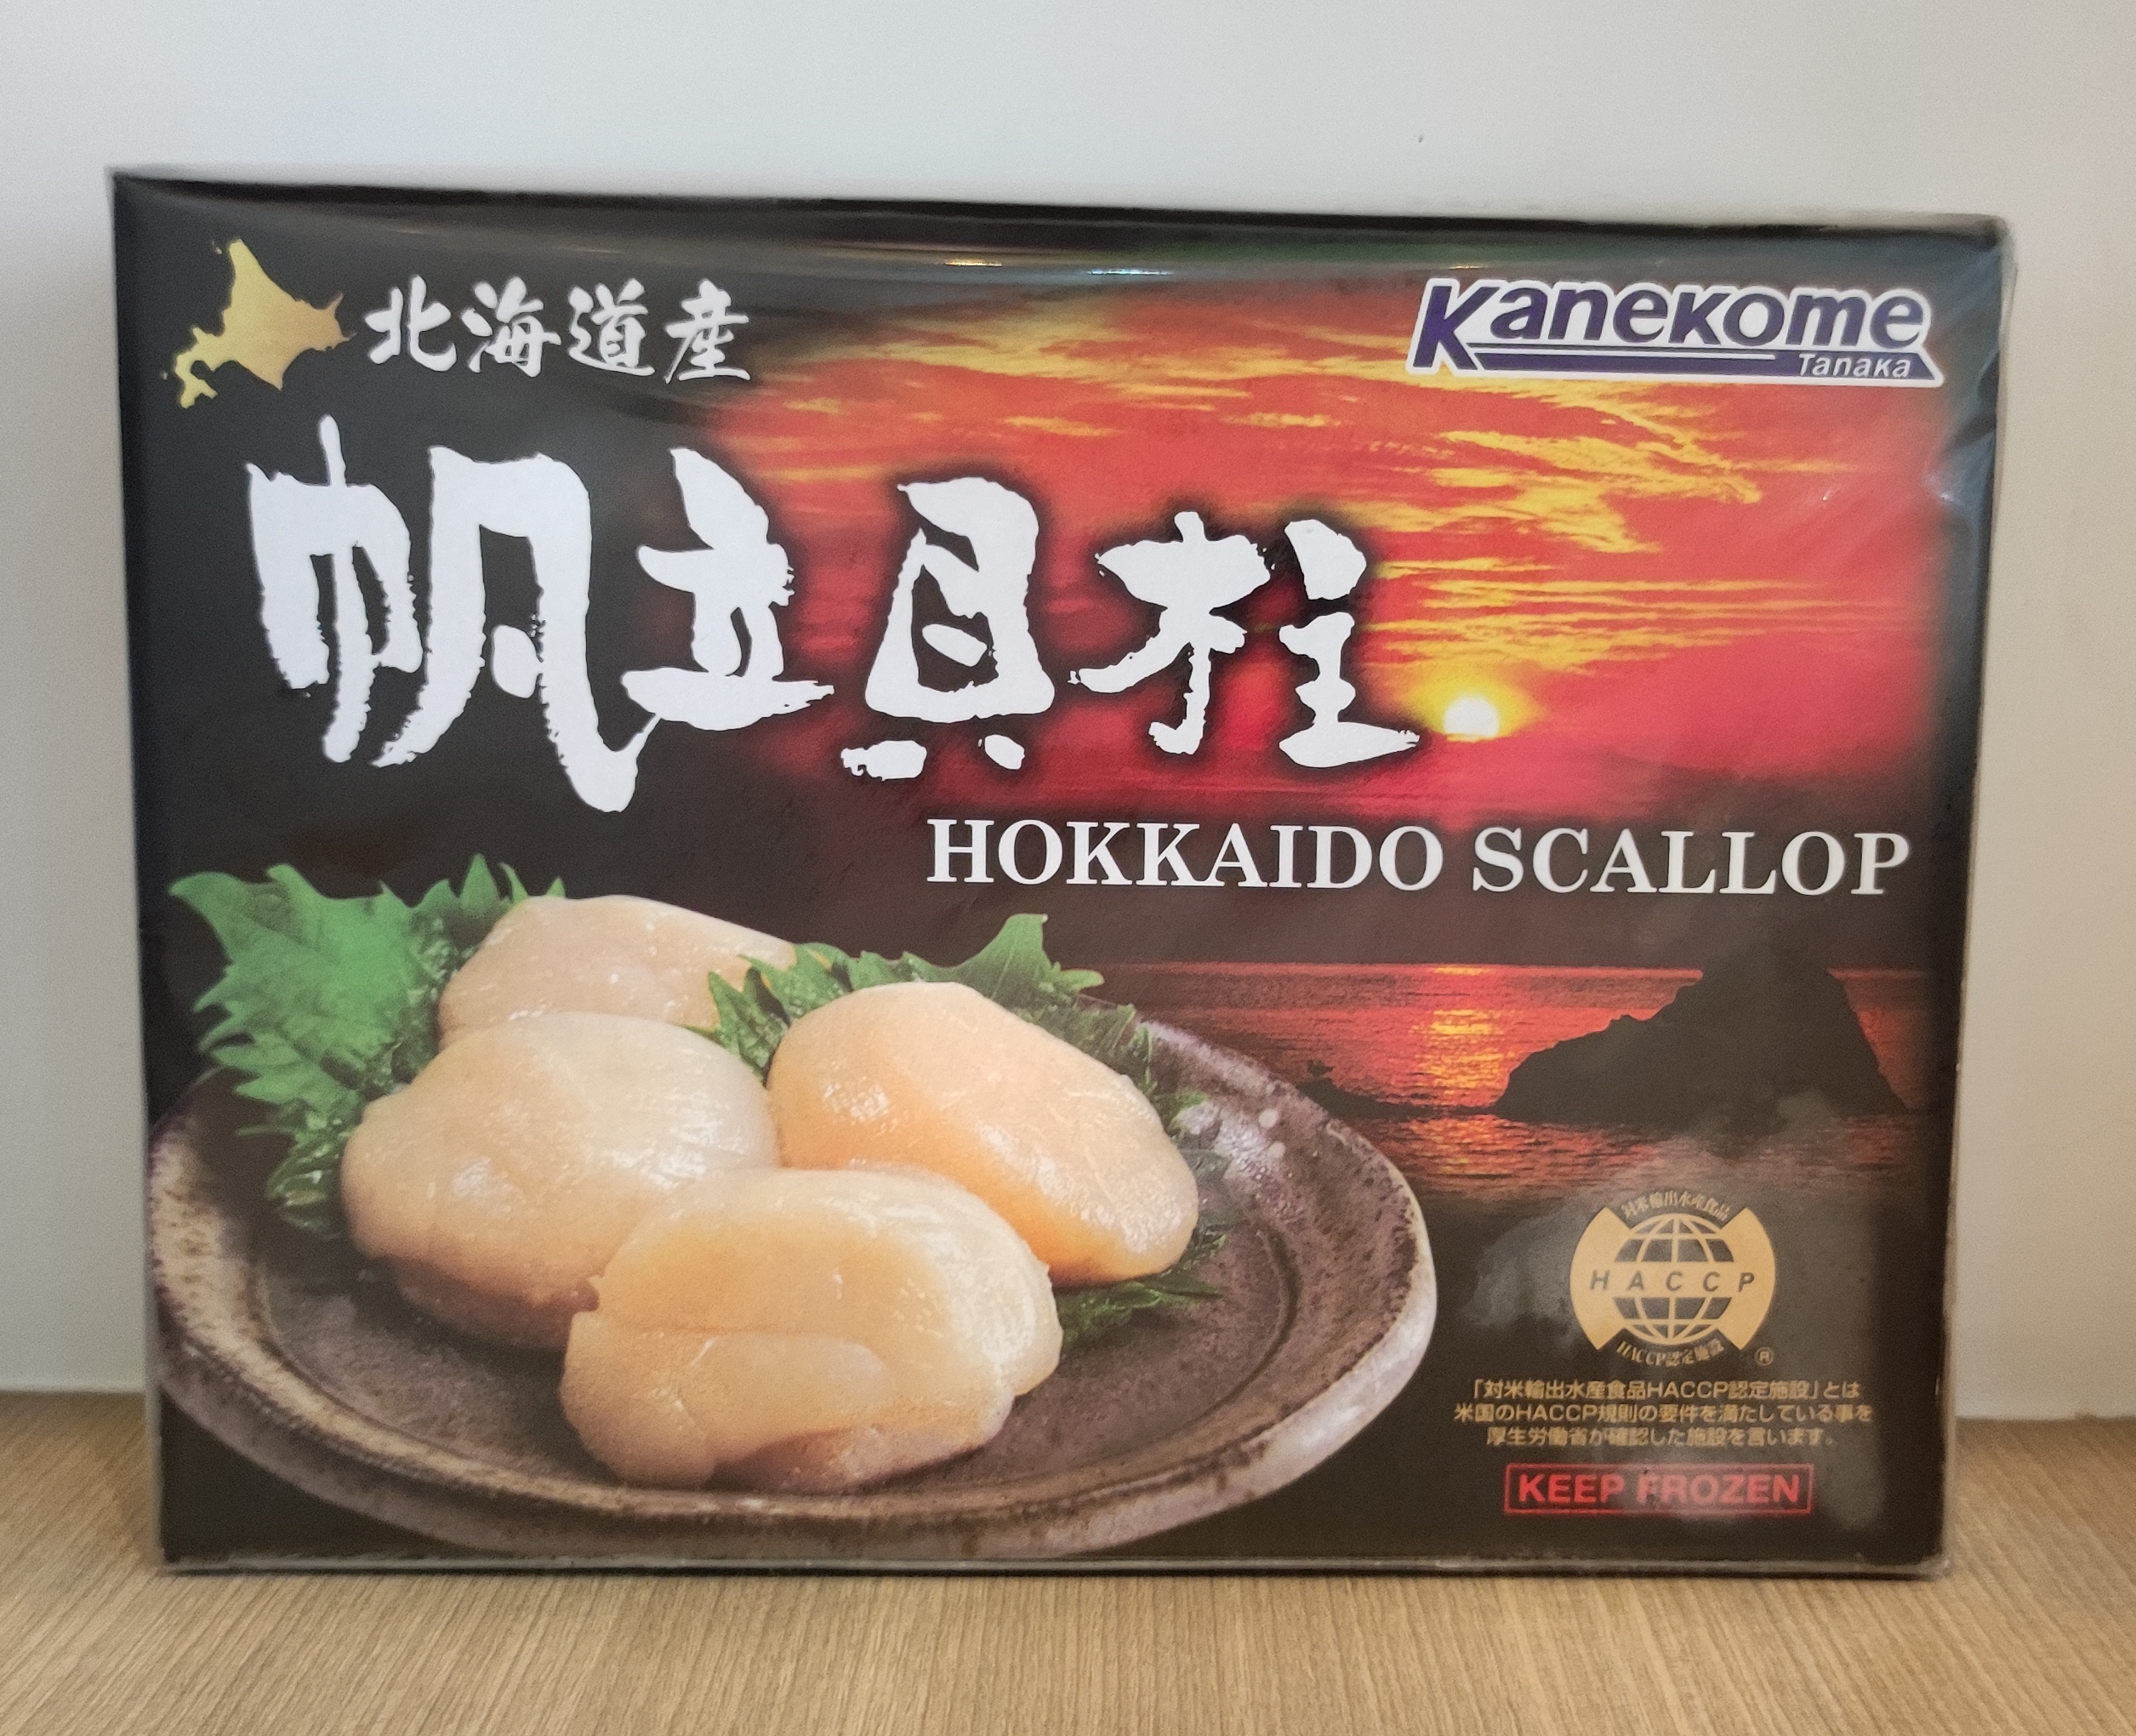 北海道産
Kanekome
Tanaka
帆立貝柱
HOKKAIDO SCALLOP
対米輸出水産食品
HACCP
HACCP認定施設
®
「対米輸出水産食品HACCP認定施設」とは
米国のHACCP規則の要件を満たしている事を
厚生労働省が確認した施設を言います。
KEEP FROZEN